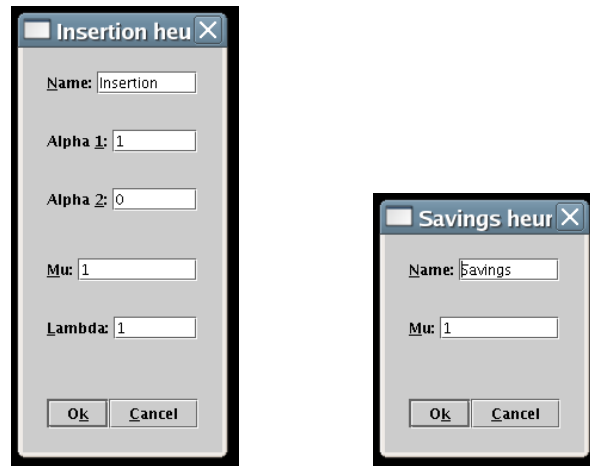 Insertion heu
Name: Insertion
Alpha 1: 1
Alpha 2: 0
Mu: 1
Lambda: 1
Ok Cancel
Savings heur
Name: Savings
Mu: 1
Ok Cancel